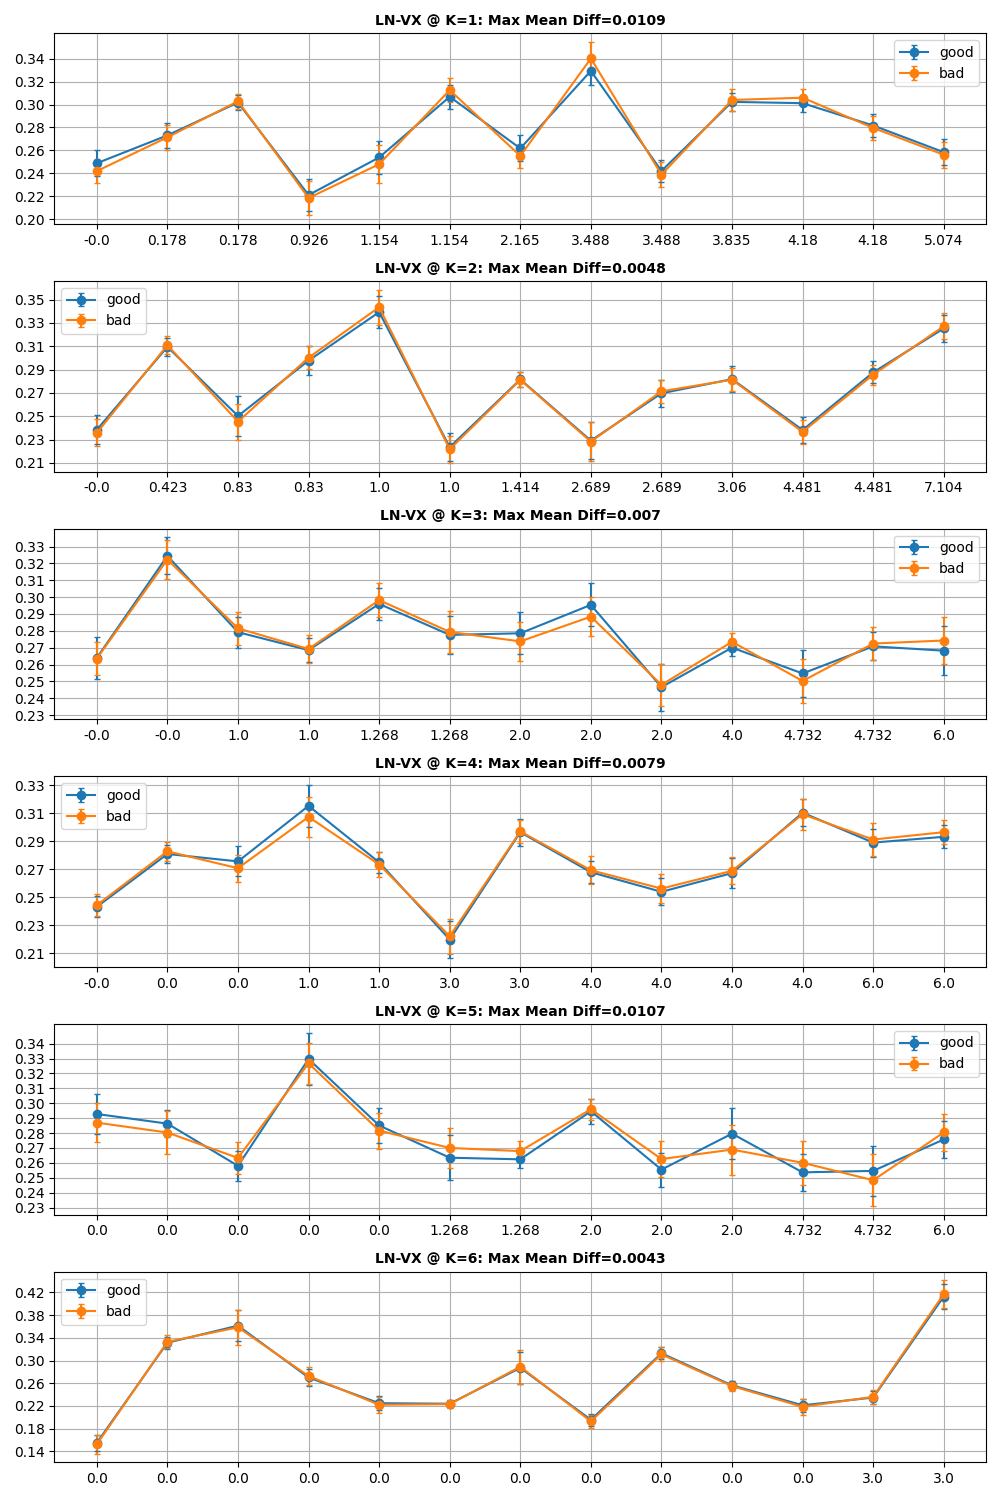 LN-VX @ K=1: Max Mean Diff=0.0109
good
bad
0.34
0.32
0.30
0.28
0.26
0.24
0.22
0.20
-0.0 0.178 0.178 0.926 1.154 1.154 2.165 3.488 3.488 3.835 4.18 4.18 5.074
LN-VX @ K=2: Max Mean Diff=0.0048
good
bad
0.35
0.33
0.31
0.29
0.27
0.25
0.23
0.21
-0.0 0.423 0.83 0.83 1.0 1.0 1.414 2.689 2.689 3.06 4.481 4.481 7.104
LN-VX @ K=3: Max Mean Diff=0.007
good
bad
0.33
0.32
0.31
0.30
0.29
0.28
0.27
0.26
0.25
0.24
0.23
-0.0 -0.0 1.0 1.0 1.268 1.268 2.0 2.0 2.0 4.0 4.732 4.732 6.0
LN-VX @ K=4: Max Mean Diff=0.0079
good
bad
0.33
0.31
0.29
0.27
0.25
0.23
0.21
-0.0 0.0 0.0 1.0 1.0 3.0 3.0 4.0 4.0 4.0 4.0 6.0 6.0
LN-VX @ K=5: Max Mean Diff=0.0107
good
bad
0.34
0.33
0.32
0.31
0.30
0.29
0.28
0.27
0.26
0.25
0.24
0.23
0.0 0.0 0.0 0.0 0.0 1.268 1.268 2.0 2.0 2.0 4.732 4.732 6.0
LN-VX @ K=6: Max Mean Diff=0.0043
good
bad
0.42
0.38
0.34
0.30
0.26
0.22
0.18
0.14
0.0 0.0 0.0 0.0 0.0 0.0 0.0 0.0 0.0 0.0 0.0 3.0 3.0